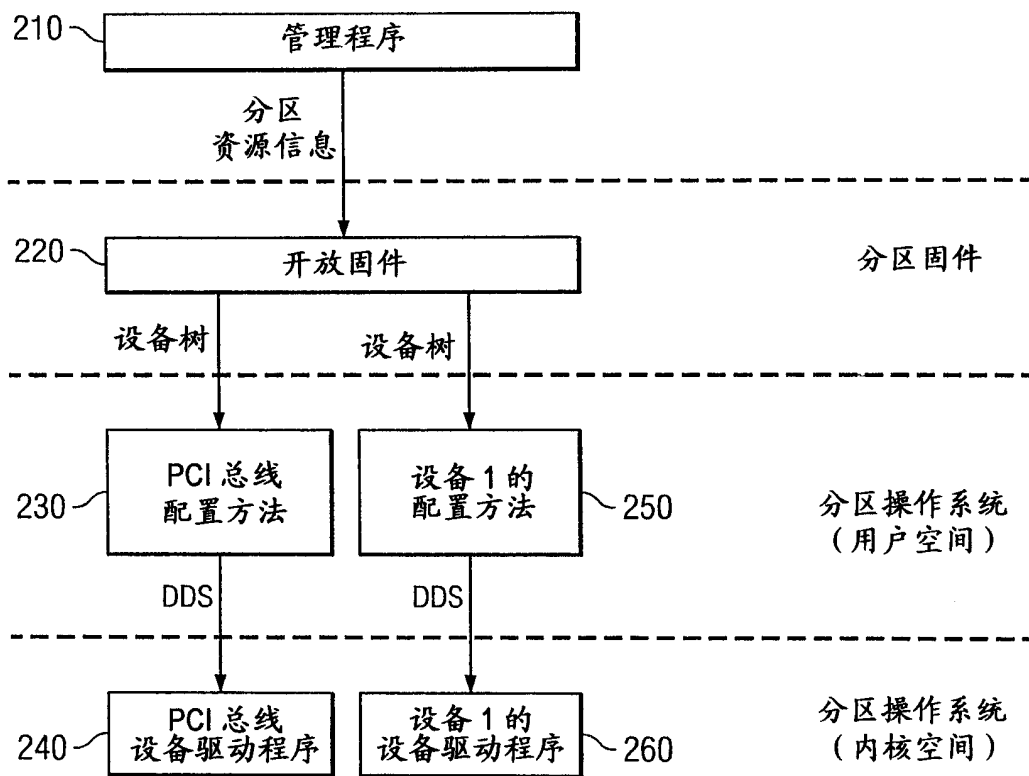 210
管理程序
分区
资源信息
220
开放固件
分区固件
设备树
设备树
230
PCI 总线
配置方法
设备 1 的
配置方法
250
分区操作系统
(用户空间)
DDS
DDS
240
PCI 总线
设备驱动程序
设备 1 的
设备驱动程序
260
分区操作系统
(内核空间)